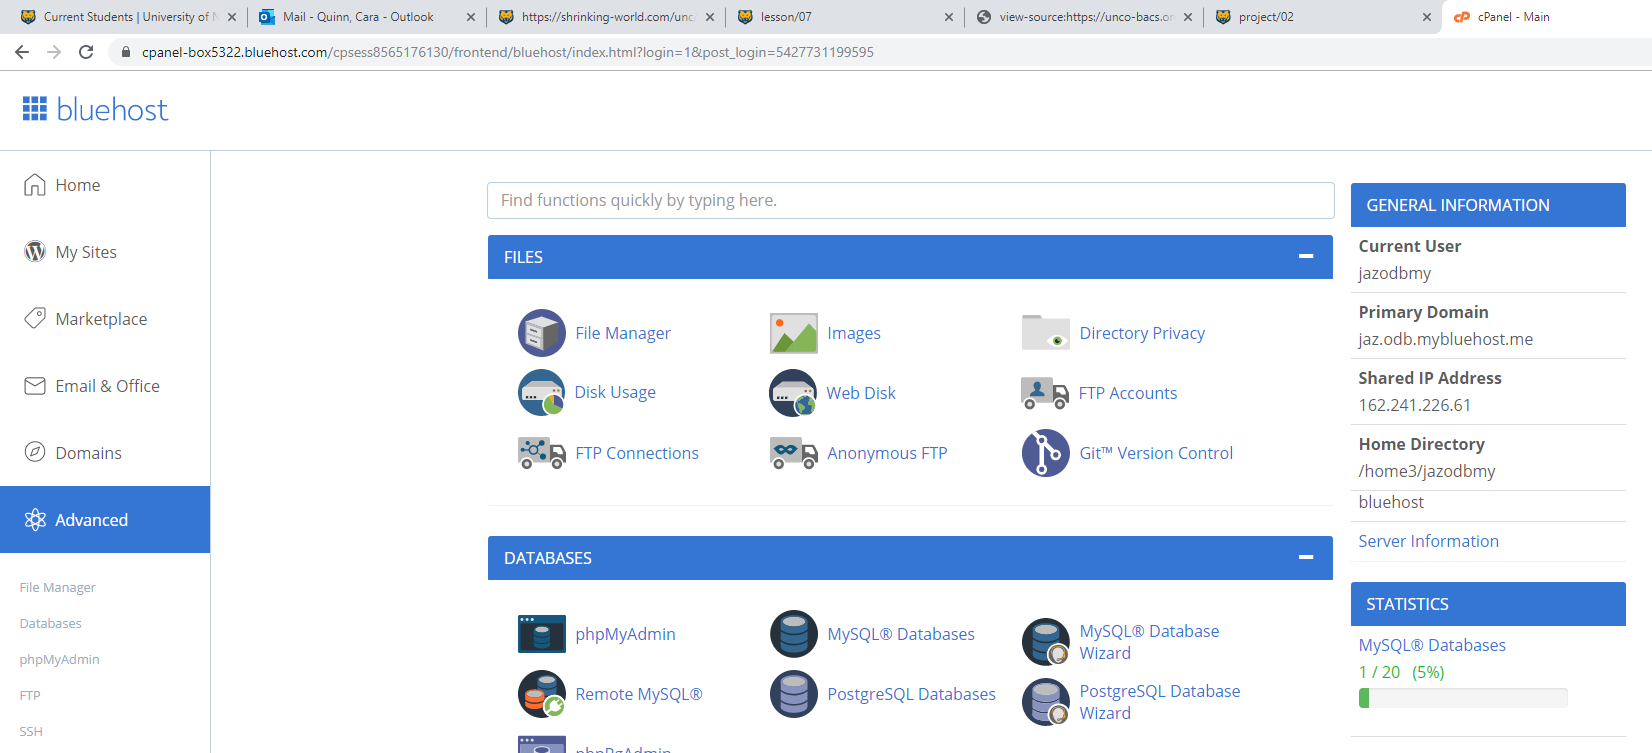 Current Students | University of N
Mail - Quinn, Cara - Outlook
https://shrinking-world.com/unc/
lesson/07
view-source:https://unco-bacs.or
project/02
cP
cPanel - Main
cpanel-box5322.bluehost.com/cpsess8565176130/frontend/bluehost/index.html?login=1&post_login=5427731199595
bluehost
Home
My Sites
Marketplace
Email & Office
Domains
Advanced
File Manager
Databases
phpMyAdmin
FTP
SSH
Find functions quickly by typing here.
FILES
File Manager
Images
Directory Privacy
Disk Usage
Web Disk
FTP Accounts
FTP Connections
Anonymous FTP
Git™ Version Control
DATABASES
phpMyAdmin
MySQL® Databases
MySQL® Database
Wizard
Remote MySQL®
PostgreSQL Databases
PostgreSQL Database
Wizard
phpPgAdmin
GENERAL INFORMATION
Current User
jazodbmy
Primary Domain
jaz.odb.mybluehost.me
Shared IP Address
162.241.226.61
Home Directory
/home3/jazodbmy
bluehost
Server Information
STATISTICS
MySQL® Databases
1 / 20 (5%)